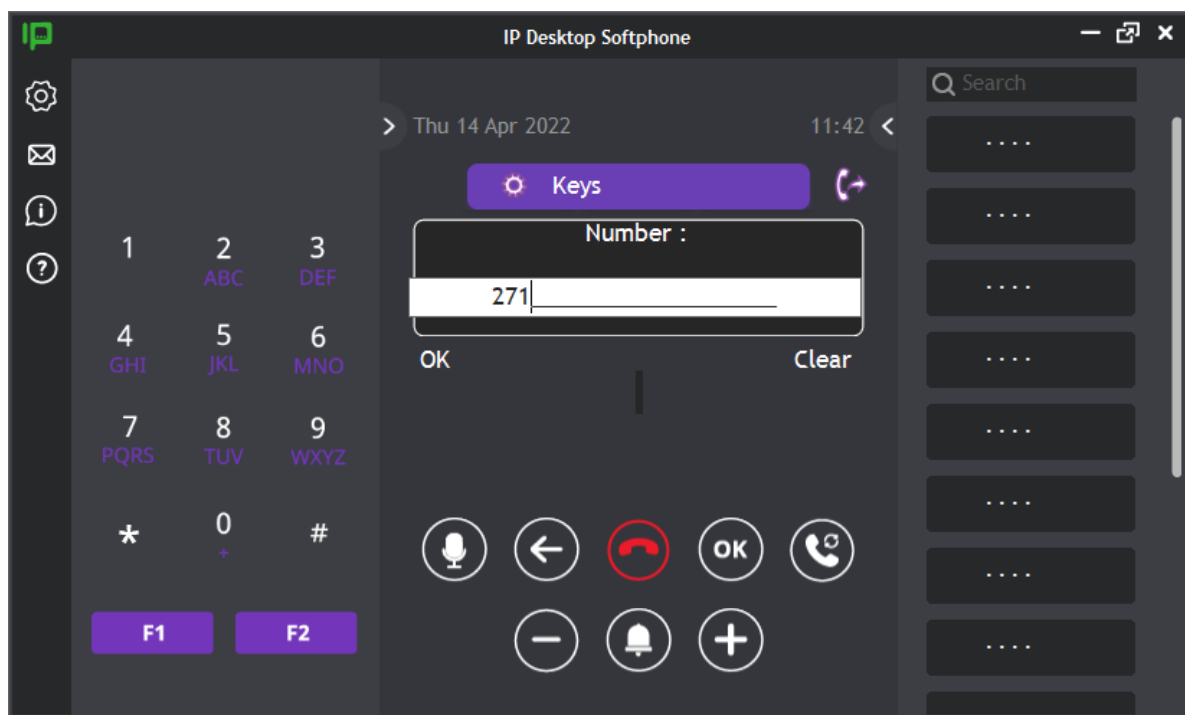 IP Desktop Softphone
Search
Thu 14 Apr 2022 11:42
Keys
Number :
271_______________
OK Clear
1 2 3
ABC DEF
4 5 6
GHI JKL MNO
7 8 9
PQRS TUV WXYZ
* 0 #
+
F1 F2
OK
. . . .
. . . .
. . . .
. . . .
. . . .
. . . .
. . . .
. . . .